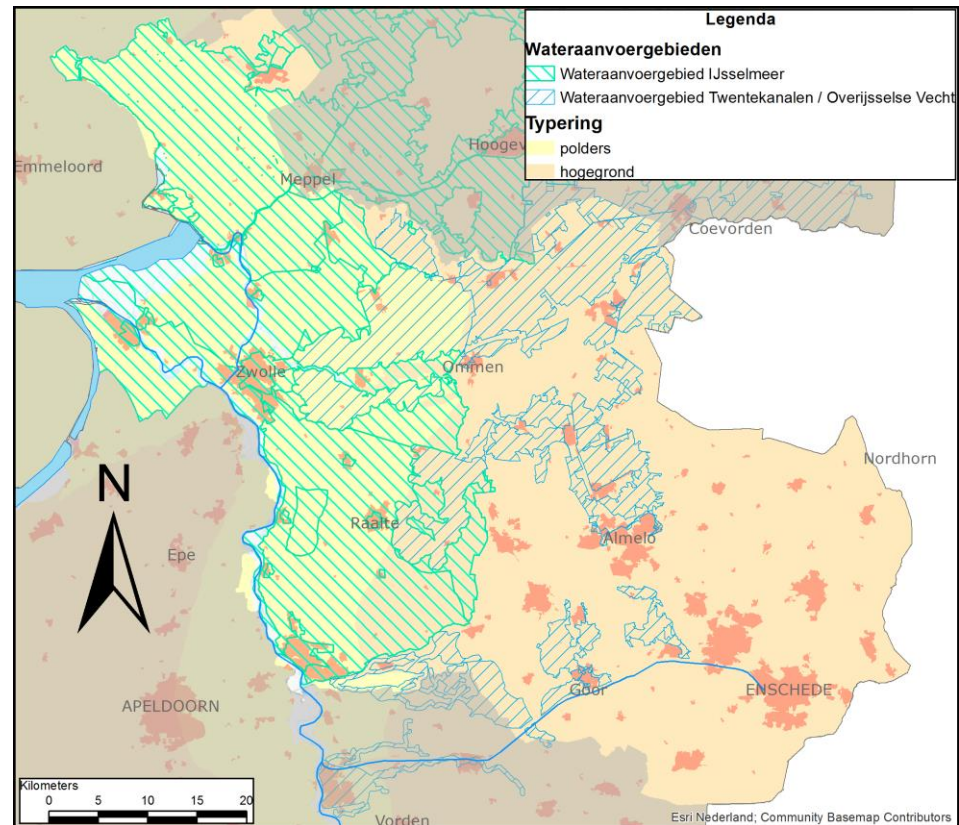 Legenda
Wateraanvoergebieden
Wateraanvoergebied IJsselmeer
Wateraanvoergebied Twentekanalen / Overijsselse Vecht
Typering
polders
hogegrond
Hoogev
Emmeloord
Meppel
Coevorden
Zwolle
Ommen
Nordhorn
N
Raalte
Almelo
Epe
APELDOORN
Goor
ENSCHEDE
Kilometers
0 5 10 15 20
Vorden
Esri Nederland; Community Basemap Contributors